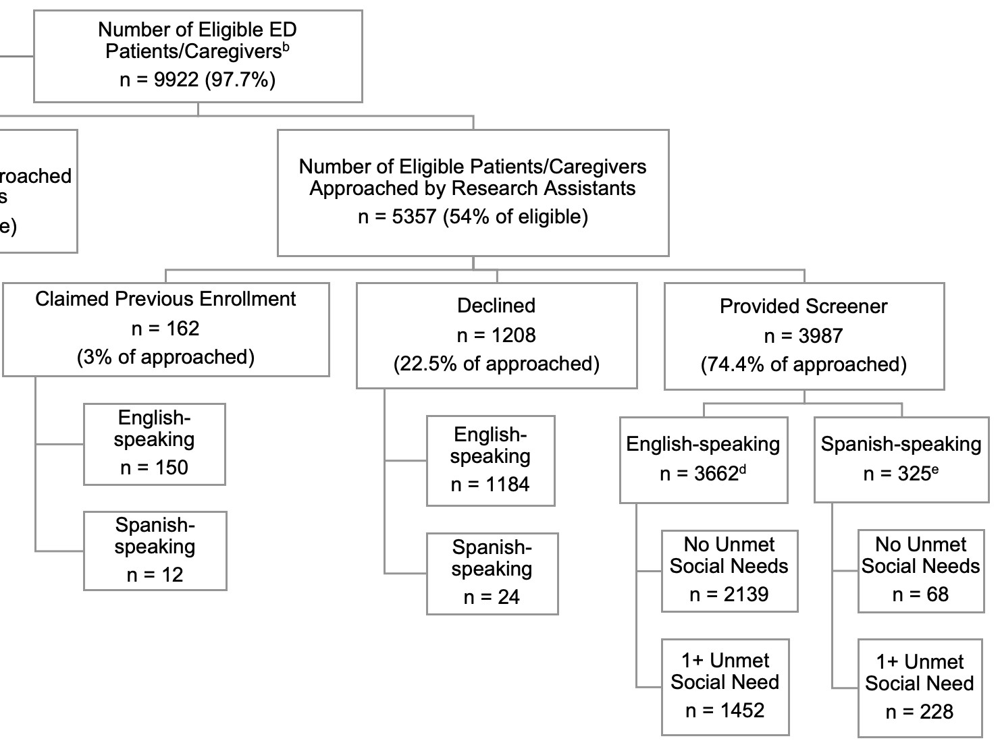 Number of Eligible ED
Patients/Caregiversᵇ
n = 9922 (97.7%)
roached
s
e)
Number of Eligible Patients/Caregivers
Approached by Research Assistants
n = 5357 (54% of eligible)
Claimed Previous Enrollment
n = 162
(3% of approached)
English-
speaking
n = 150
Spanish-
speaking
n = 12
Declined
n = 1208
(22.5% of approached)
English-
speaking
n = 1184
Spanish-
speaking
n = 24
Provided Screener
n = 3987
(74.4% of approached)
English-speaking
n = 3662ᵈ
No Unmet
Social Needs
n = 2139
1+ Unmet
Social Need
n = 1452
Spanish-speaking
n = 325ᵉ
No Unmet
Social Needs
n = 68
1+ Unmet
Social Need
n = 228